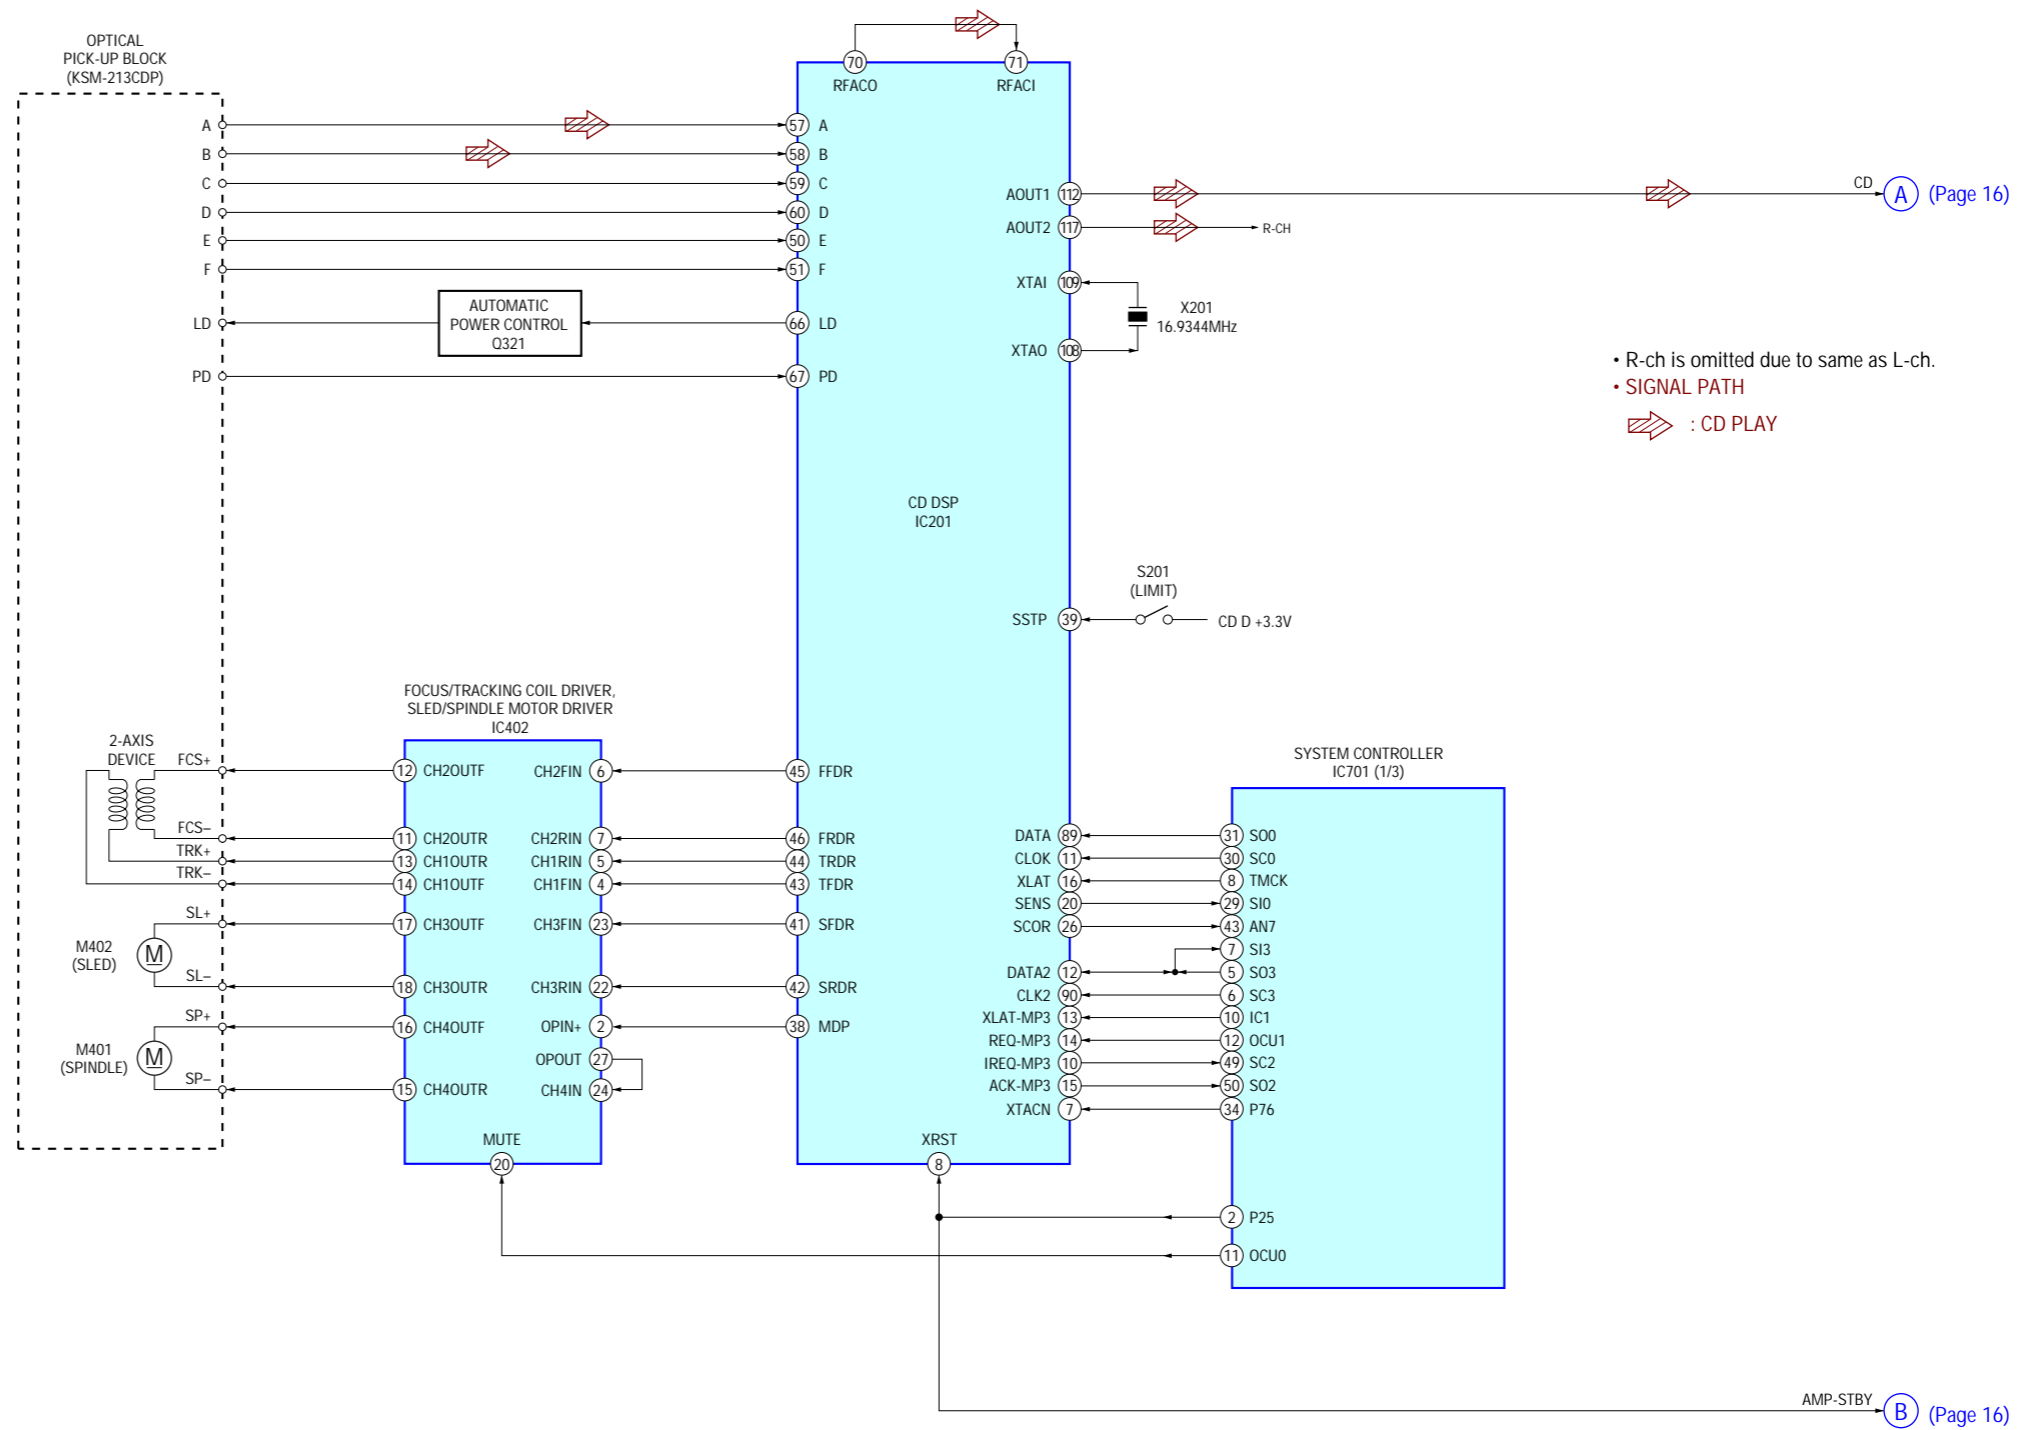 OPTICAL
PICK-UP BLOCK
(KSM-213CDP)
A
B
C
D
E
F
LD
PD
AUTOMATIC
POWER CONTROL
Q321
70
RFACO
71
RFACI
57 A
58 B
59 C
60 D
50 E
51 F
66 LD
67 PD
AOUT1 112
AOUT2 117
R-CH
XTAI 109
XTAO 108
X201
16.9344MHz
CD A (Page 16)
• R-ch is omitted due to same as L-ch.
• SIGNAL PATH
: CD PLAY
CD DSP
IC201
S201
(LIMIT)
SSTP 39
CD D +3.3V
FOCUS/TRACKING COIL DRIVER,
SLED/SPINDLE MOTOR DRIVER
IC402
2-AXIS
DEVICE
FCS+
FCS–
TRK+
TRK–
SL+
M402
(SLED)
M
SL–
SP+
M401
(SPINDLE)
M
SP–
12 CH2OUTF
11 CH2OUTR
13 CH1OUTR
14 CH1OUTF
17 CH3OUTF
18 CH3OUTR
16 CH4OUTF
15 CH4OUTR
CH2FIN 6
CH2RIN 7
CH1RIN 5
CH1FIN 4
CH3FIN 23
CH3RIN 22
OPIN+ 2
OPOUT 27
CH4IN 24
MUTE
20
45 FFDR
46 FRDR
44 TRDR
43 TFDR
41 SFDR
42 SRDR
38 MDP
XRST
8
DATA 89
CLOK 11
XLAT 16
SENS 20
SCOR 26
DATA2 12
CLK2 90
XLAT-MP3 13
REQ-MP3 14
IREQ-MP3 10
ACK-MP3 15
XTACN 7
SYSTEM CONTROLLER
IC701 (1/3)
31 SO0
30 SC0
8 TMCK
29 SI0
43 AN7
7 SI3
5 SO3
6 SC3
10 IC1
12 OCU1
49 SC2
50 SO2
34 P76
2 P25
11 OCU0
AMP-STBY B (Page 16)